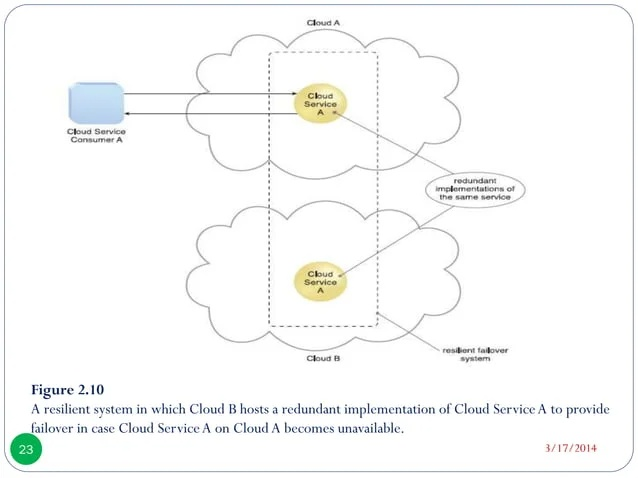 Cloud A
Cloud
Service
A
Cloud Service
Consumer A
redundant
implementations of
the same service
Cloud
Service
A
resilient failover
system
Cloud B
Figure 2.10
A resilient system in which Cloud B hosts a redundant implementation of Cloud Service A to provide
failover in case Cloud Service A on Cloud A becomes unavailable.
23
3/17/2014